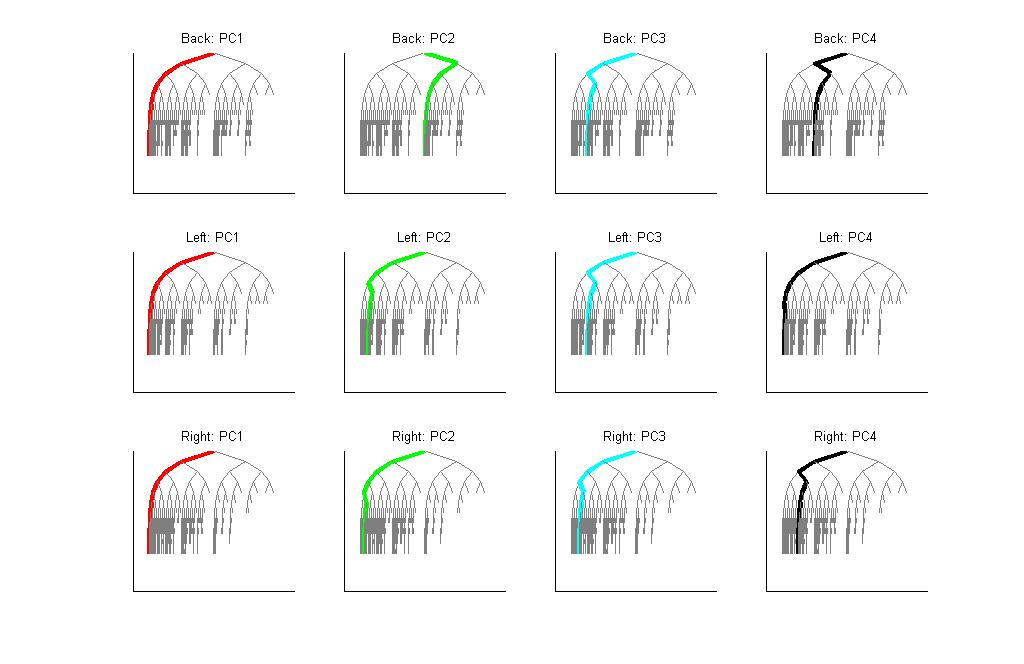 Back: PC1
Back: PC2
Back: PC3
Back: PC4
Left: PC1
Left: PC2
Left: PC3
Left: PC4
Right: PC1
Right: PC2
Right: PC3
Right: PC4